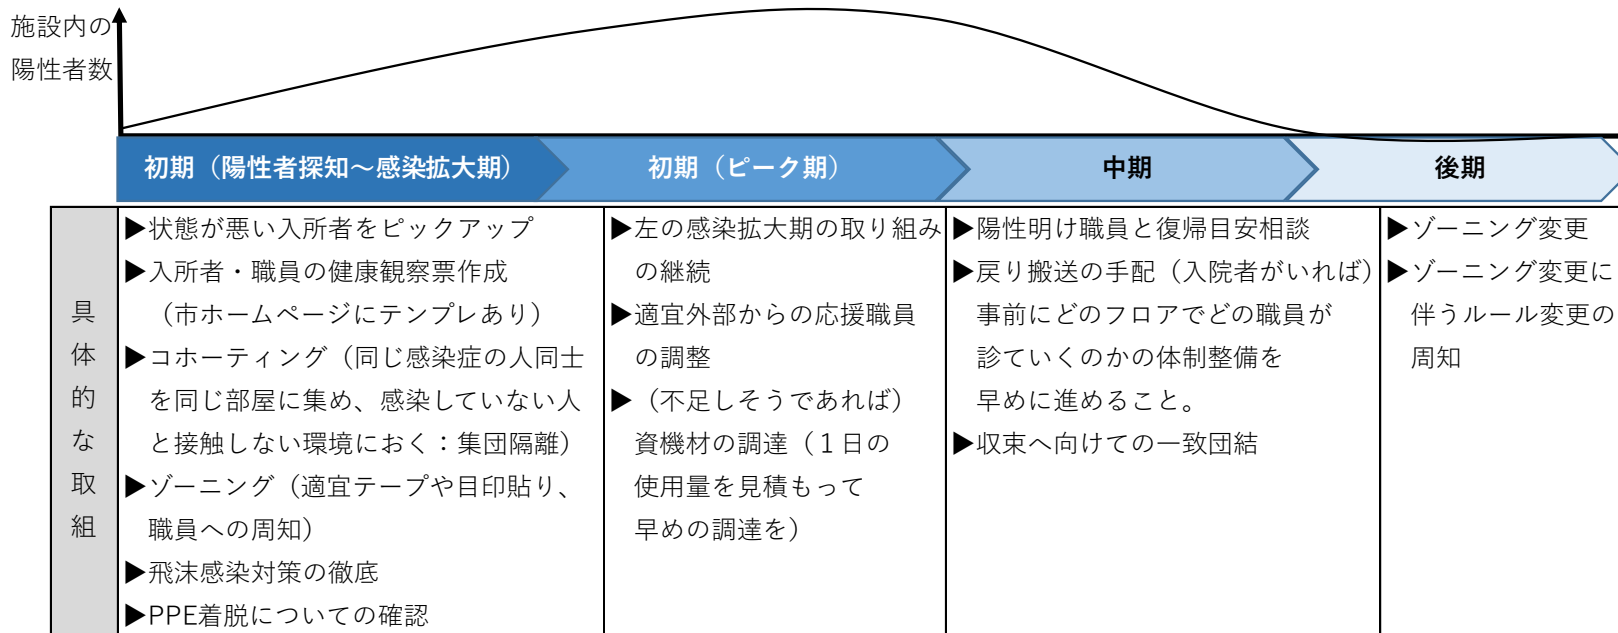 施設内の
陽性者数
初期（陽性者探知～感染拡大期）
初期（ピーク期）
中期
後期
具体的な取組
▶状態が悪い入所者をピックアップ
▶入所者・職員の健康観察票作成
（市ホームページにテンプレあり）
▶コホーティング（同じ感染症の人同士
を同じ部屋に集め、感染していない人
と接触しない環境におく：集団隔離）
▶ゾーニング（適宜テープや目印貼り、
職員への周知）
▶飛沫感染対策の徹底
▶PPE着脱についての確認
▶左の感染拡大期の取り組み
の継続
▶適宜外部からの応援職員
の調整
▶（不足しそうであれば）
資機材の調達（１日の
使用量を見積もって
早めの調達を）
▶陽性明け職員と復帰目安相談
▶戻り搬送の手配（入院者がいれば）
事前にどのフロアでどの職員が
診ていくのかの体制整備を
早めに進めること。
▶収束へ向けての一致団結
▶ゾーニング変更
▶ゾーニング変更に
伴うルール変更の
周知